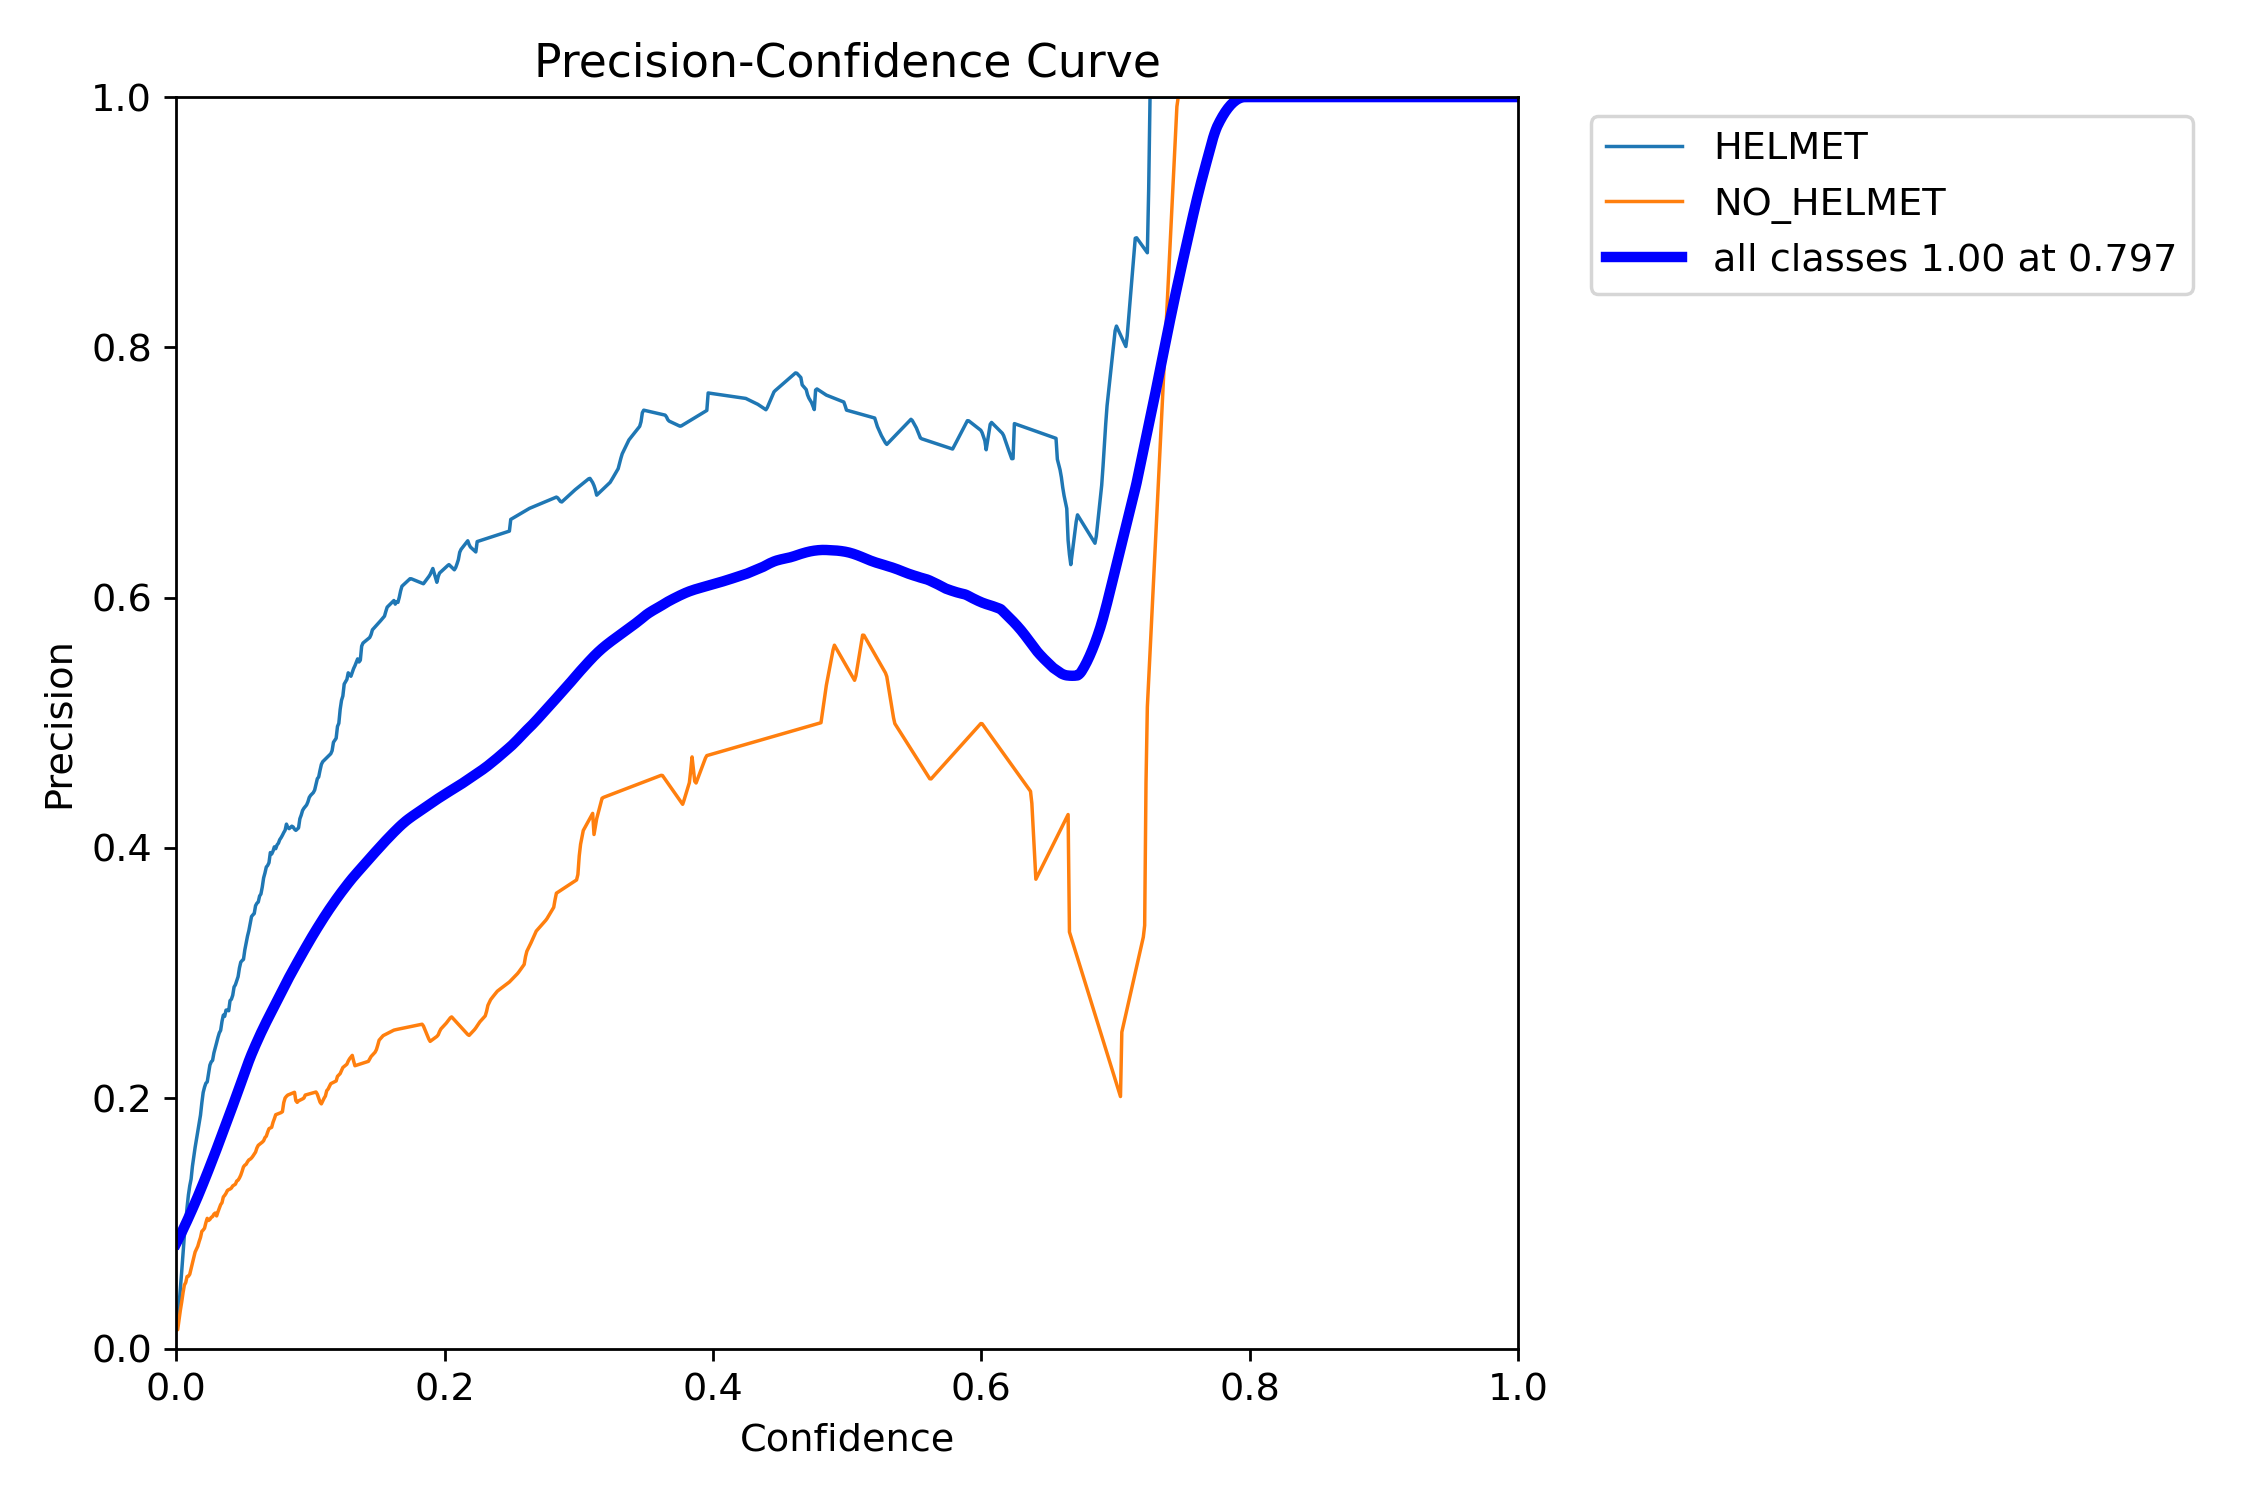 Precision-Confidence Curve
1.0
0.8
0.6
0.4
0.2
0.0
Precision
0.0 0.2 0.4 0.6 0.8 1.0
Confidence
HELMET
NO_HELMET
all classes 1.00 at 0.797